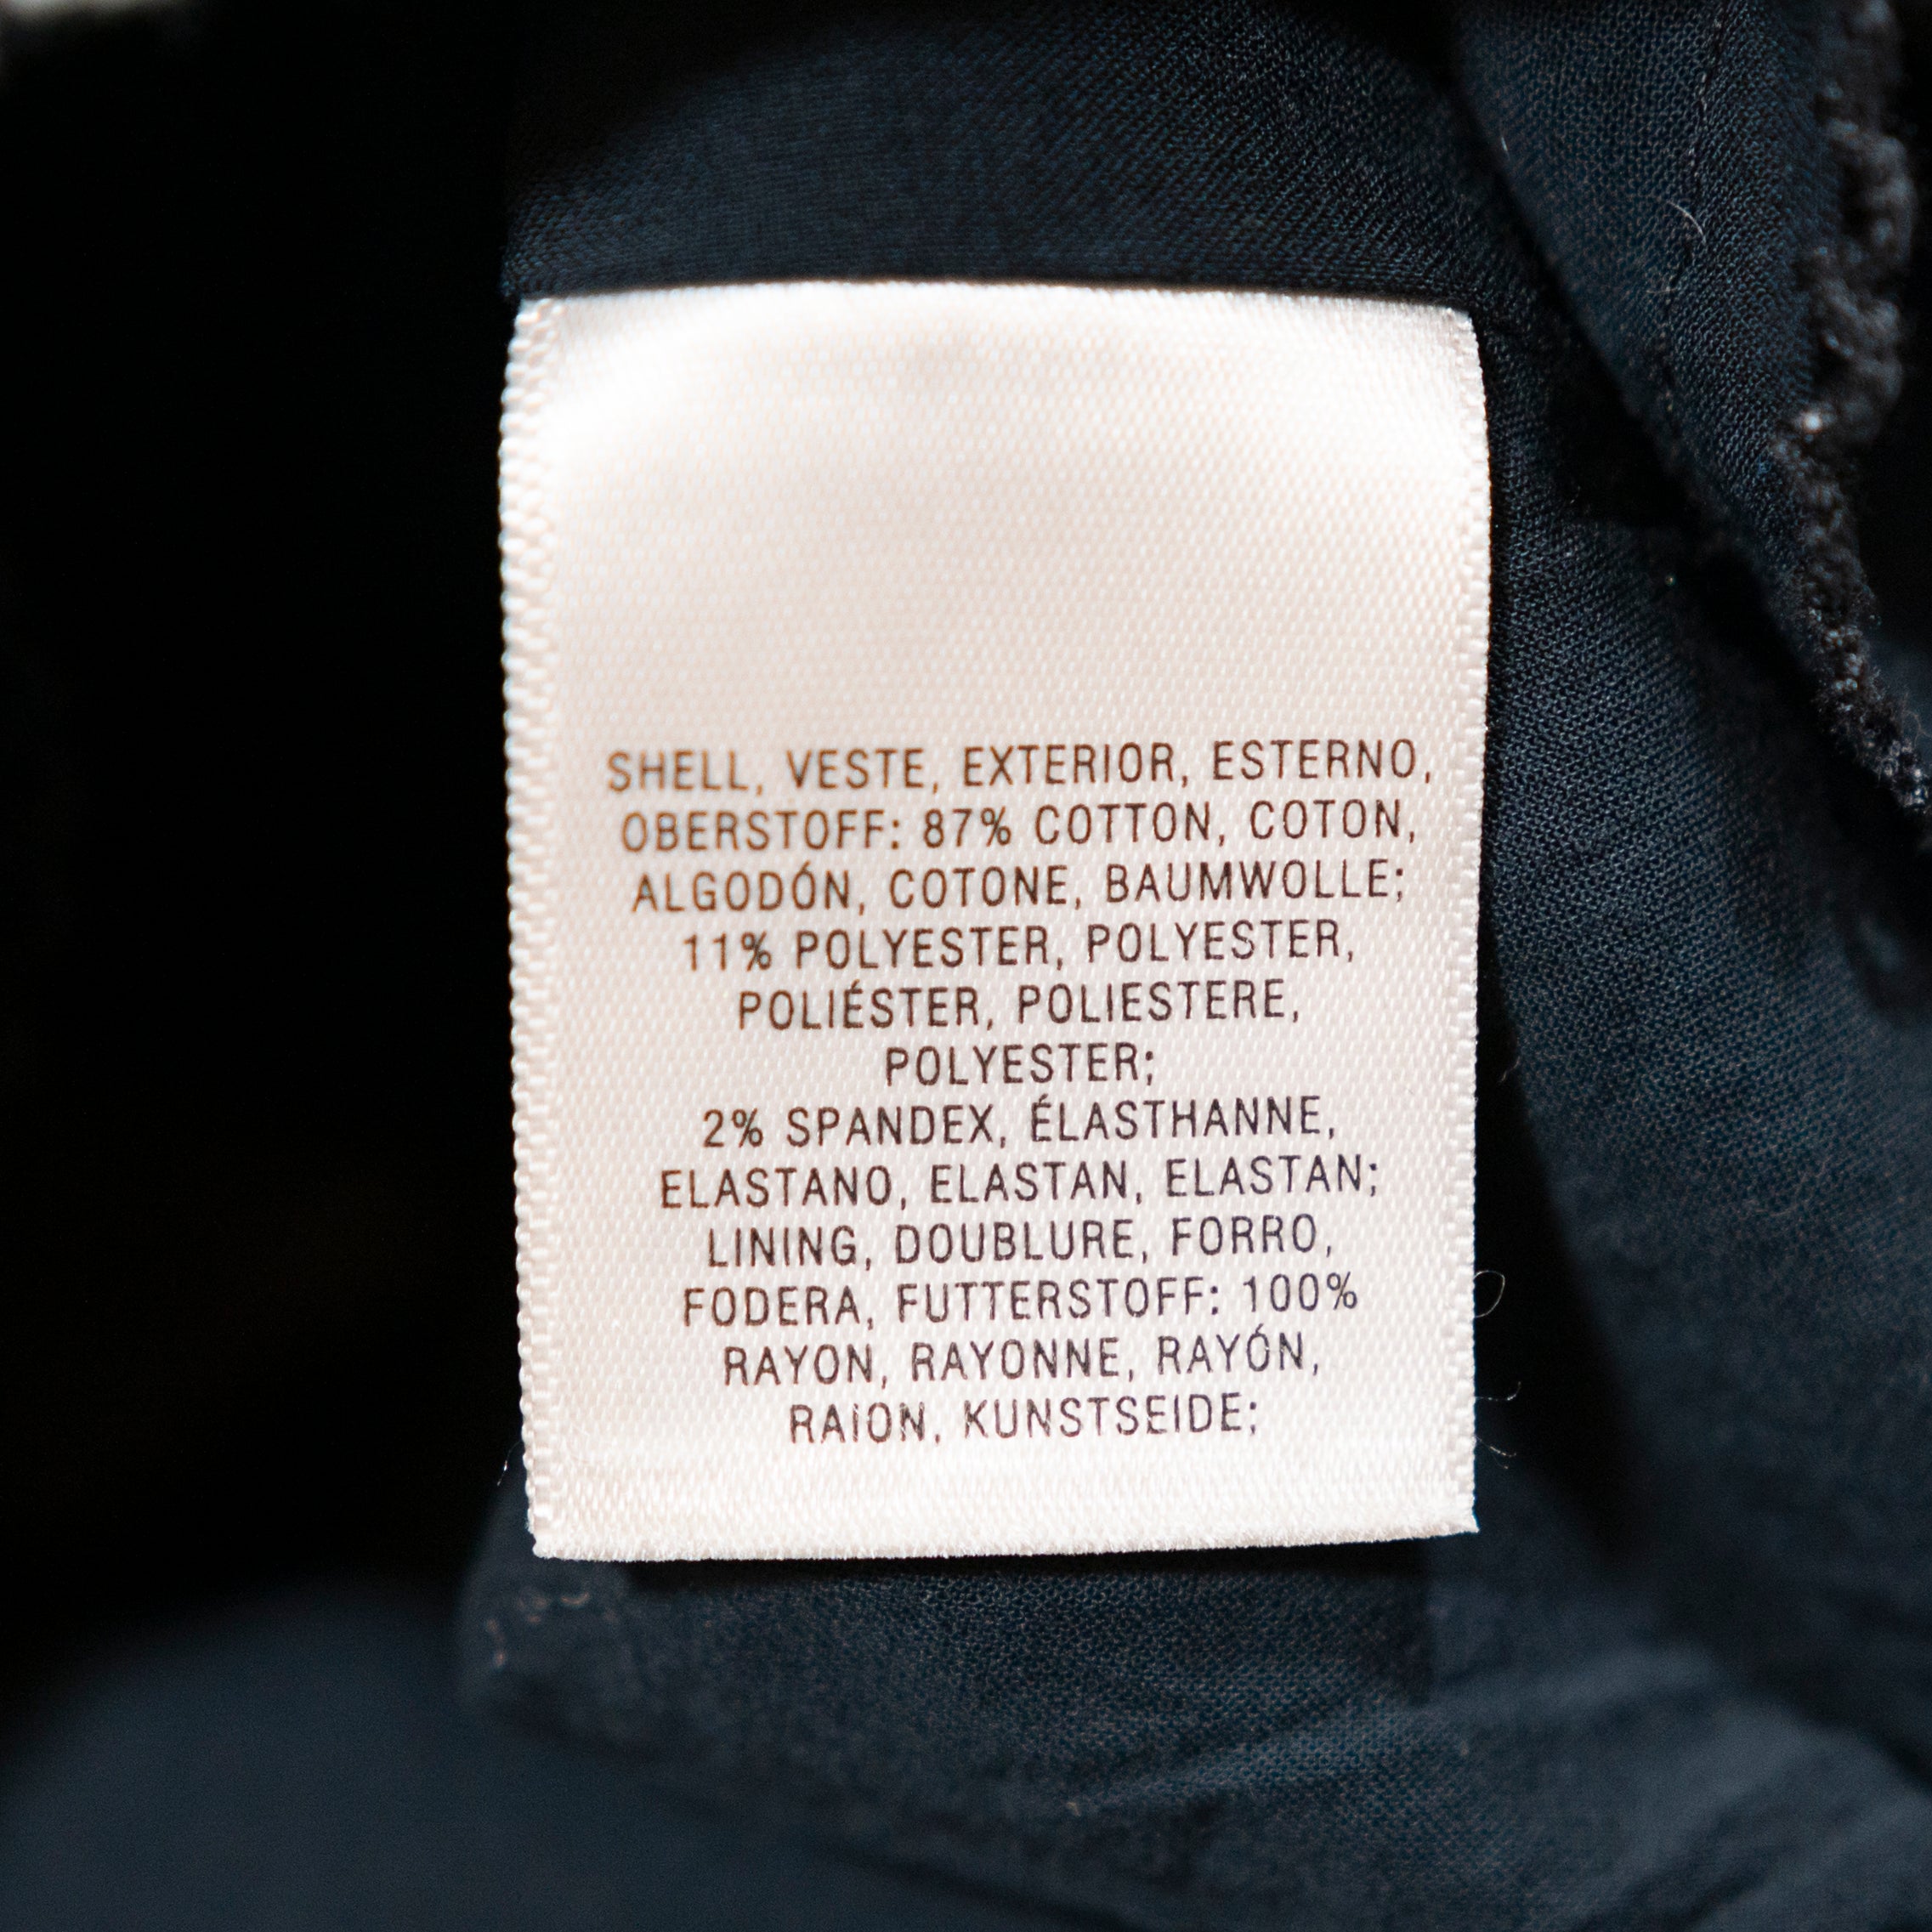 SHELL, VESTE, EXTERIOR, ESTERNO,
OBERSTOFF: 87% COTTON, COTON,
ALGODÓN, COTONE, BAUMWOLLE;
11% POLYESTER, POLYESTER,
POLIÉSTER, POLIESTERE,
POLYESTER;
2% SPANDEX, ÉLASTHANNE,
ELASTANO, ELASTAN, ELASTAN;
LINING, DOUBLURE, FORRO,
FODERA, FUTTERSTOFF: 100%
RAYON, RAYONNE, RAYÓN,
RAION, KUNSTSEIDE;